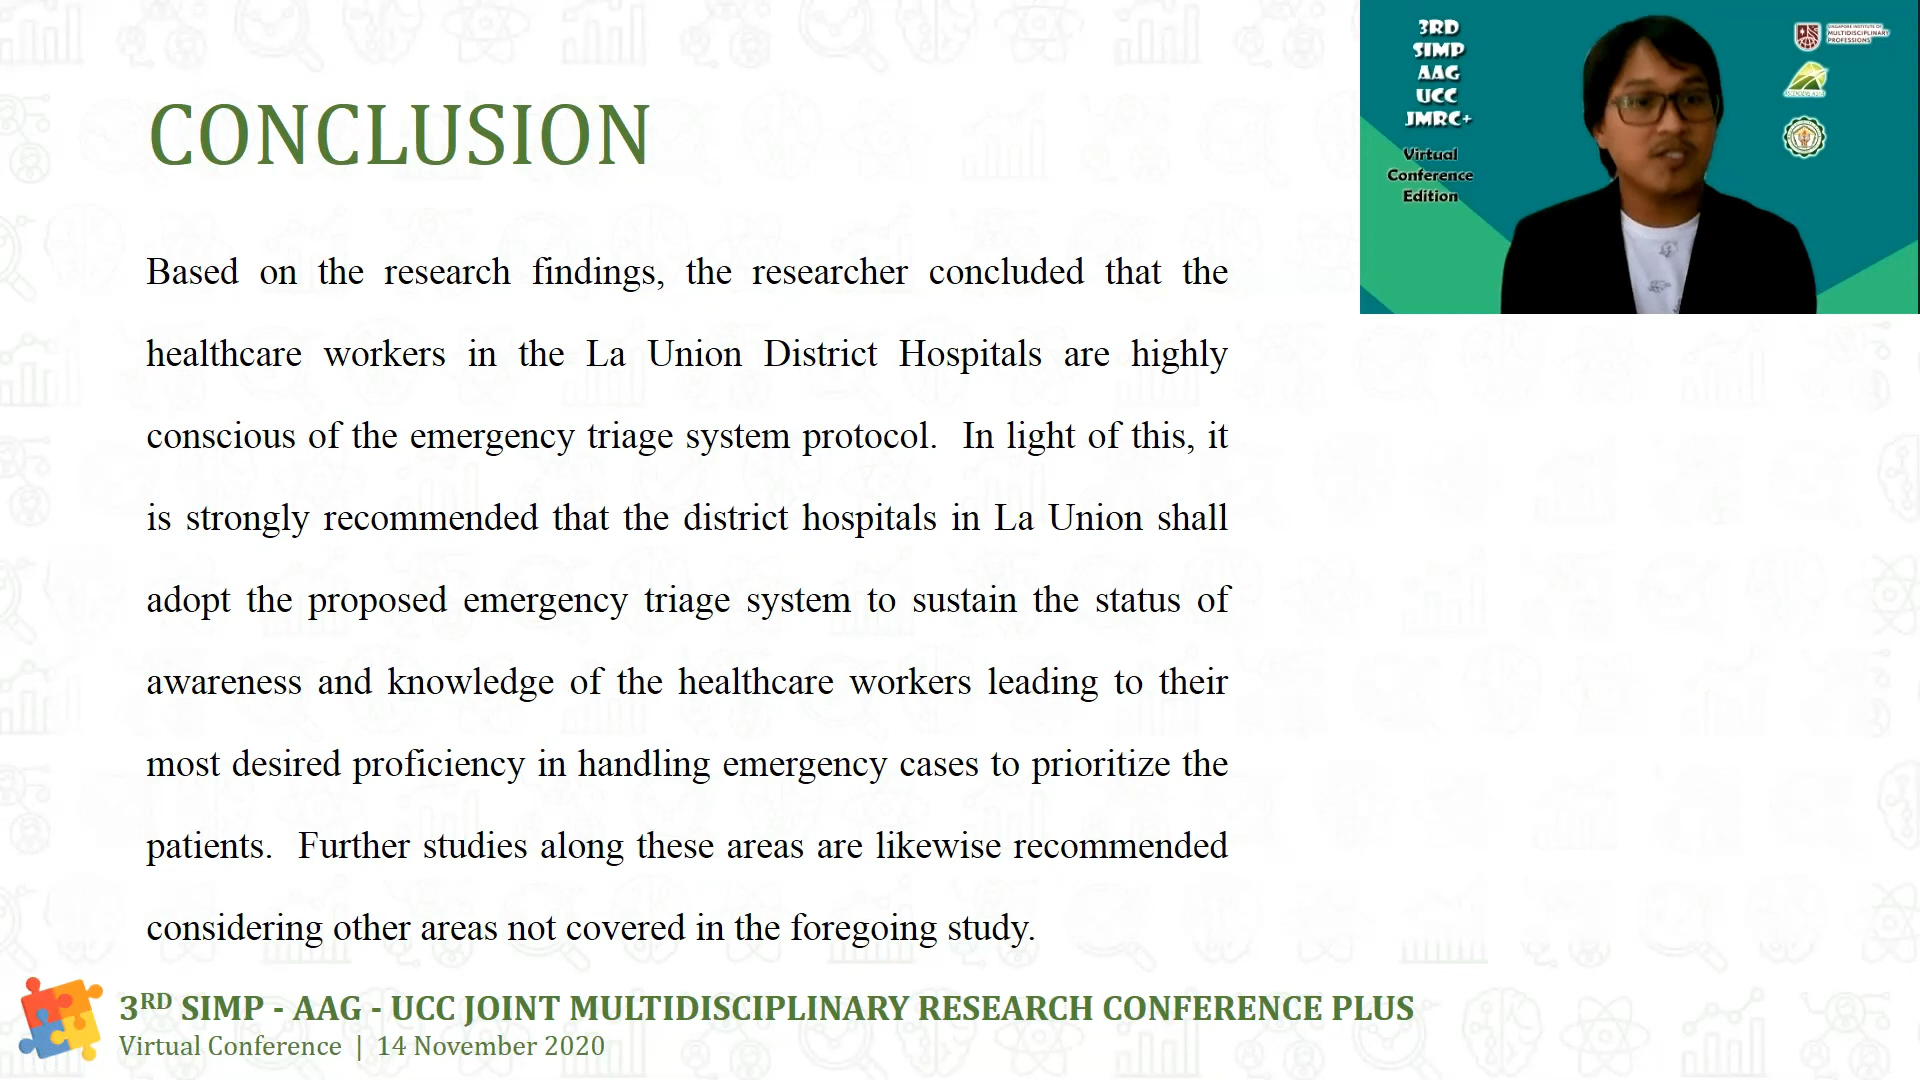 CONCLUSION
Based on the research findings, the researcher concluded that the
healthcare workers in the La Union District Hospitals are highly
conscious of the emergency triage system protocol. In light of this, it
is strongly recommended that the district hospitals in La Union shall
adopt the proposed emergency triage system to sustain the status of
awareness and knowledge of the healthcare workers leading to their
most desired proficiency in handling emergency cases to prioritize the
patients. Further studies along these areas are likewise recommended
considering other areas not covered in the foregoing study.
3RD SIMP - AAG - UCC JOINT MULTIDISCIPLINARY RESEARCH CONFERENCE PLUS
Virtual Conference | 14 November 2020
3RD
SIMP
AAG
UCC
JMRC+
Virtual
Conference
Edition
SINGAPORE INSTITUTE OF
MULTIDISCIPLINARY
PROFESSIONS